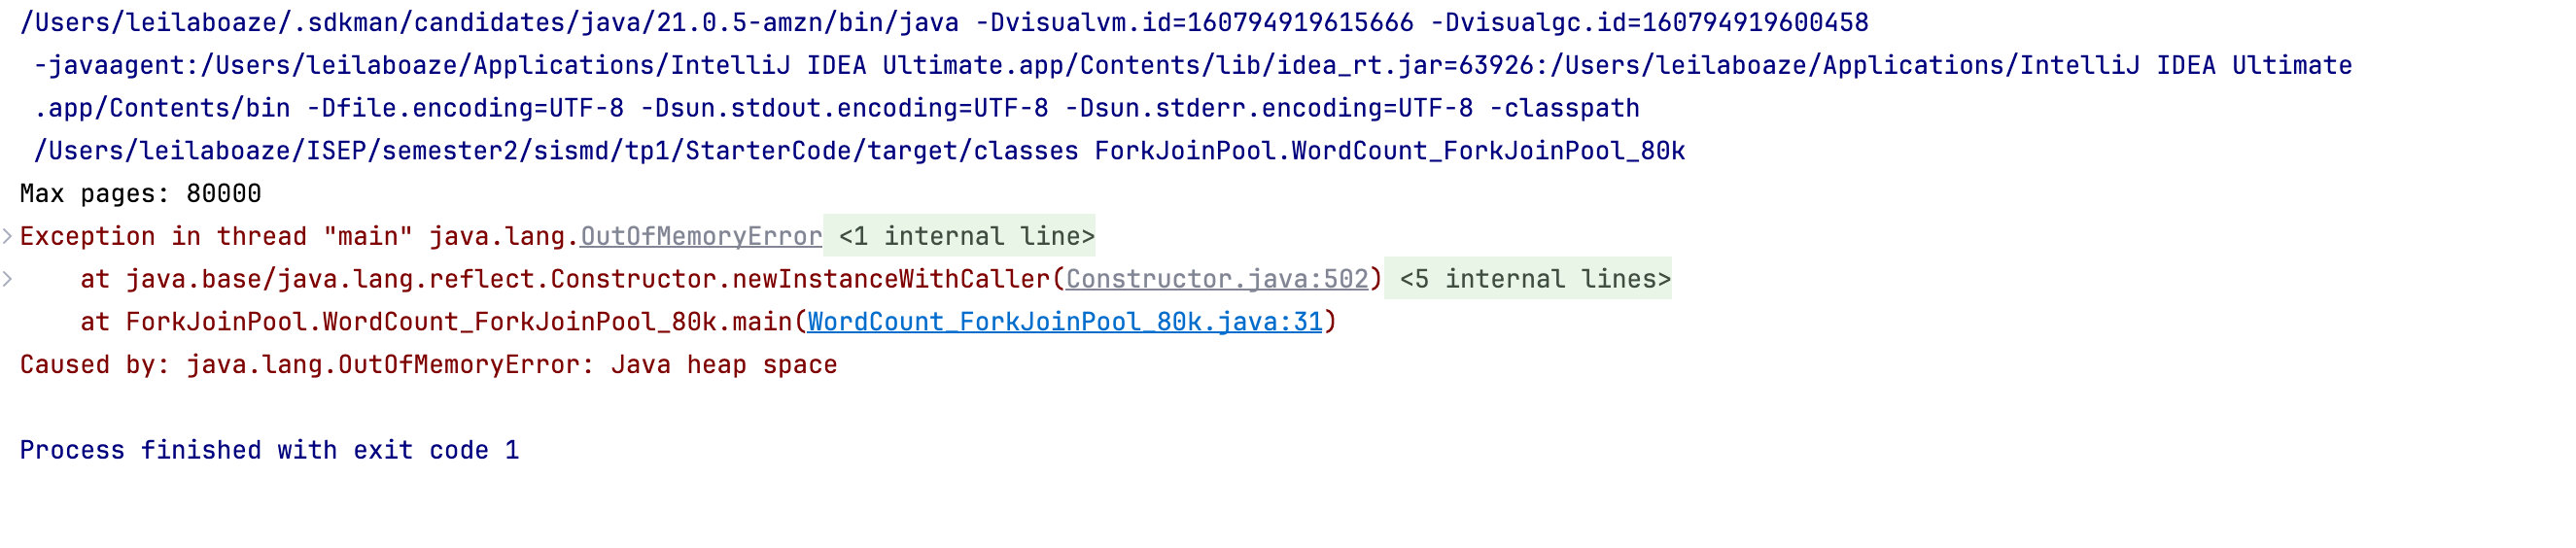 /Users/leilaboaze/.sdkman/candidates/java/21.0.5-amzn/bin/java -Dvisualvm.id=160794919615666 -Dvisualgc.id=160794919600458
-javaagent:/Users/leilaboaze/Applications/IntelliJ IDEA Ultimate.app/Contents/lib/idea_rt.jar=63926:/Users/leilaboaze/Applications/IntelliJ IDEA Ultimate
.app/Contents/bin -Dfile.encoding=UTF-8 -Dsun.stdout.encoding=UTF-8 -Dsun.stderr.encoding=UTF-8 -classpath
/Users/leilaboaze/ISEP/semester2/sismd/tp1/StarterCode/target/classes ForkJoinPool.WordCount_ForkJoinPool_80k
Max pages: 80000
Exception in thread "main" java.lang.OutOfMemoryError <1 internal line>
at java.base/java.lang.reflect.Constructor.newInstanceWithCaller(Constructor.java:502) <5 internal lines>
at ForkJoinPool.WordCount_ForkJoinPool_80k.main(WordCount_ForkJoinPool_80k.java:31)
Caused by: java.lang.OutOfMemoryError: Java heap space
Process finished with exit code 1